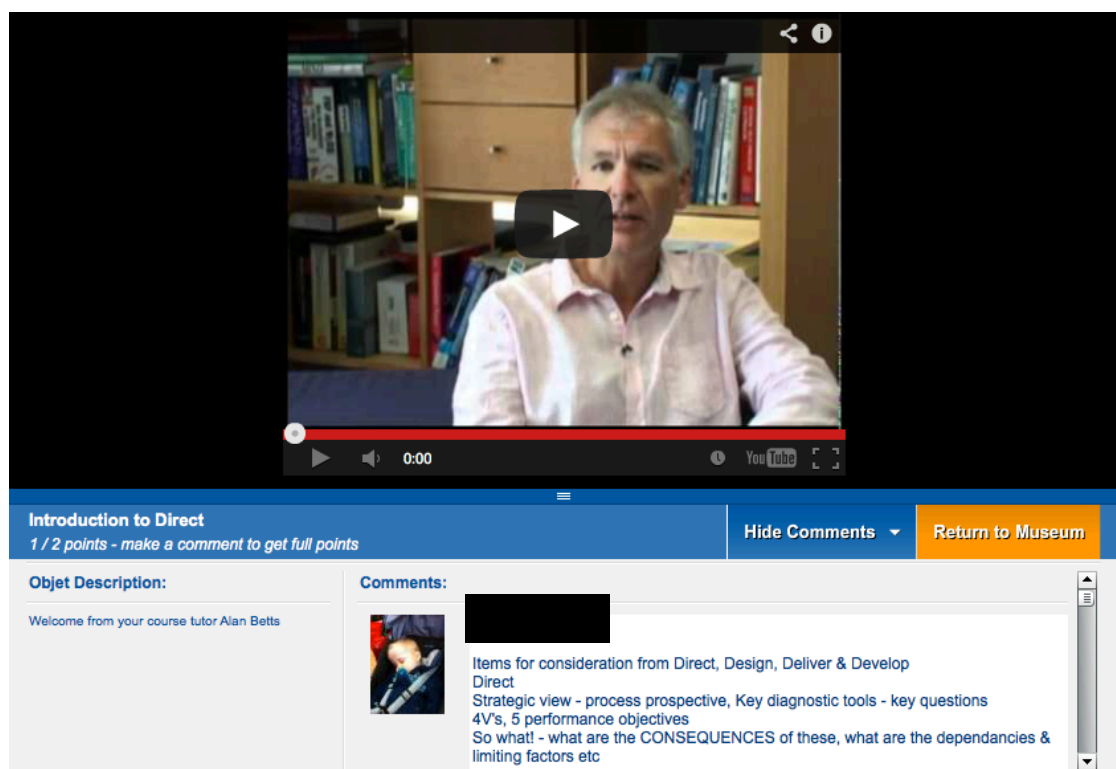 0:00
YouTube
Introduction to Direct
1 / 2 points - make a comment to get full points
Hide Comments
Return to Museum
Objet Description:
Comments:
Welcome from your course tutor Alan Betts
Items for consideration from Direct, Design, Deliver & Develop
Direct
Strategic view - process prospective, Key diagnostic tools - key questions
4V's, 5 performance objectives
So what! - what are the CONSEQUENCES of these, what are the dependancies &
limiting factors etc